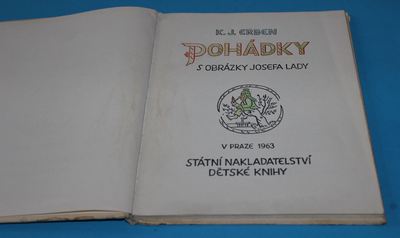 K. J. ERBEN
POHÁDKY
S OBRÁZKY JOSEFA LADY
V PRAZE 1963
STÁTNÍ NAKLADATELSTVÍ
DĚTSKÉ KNIHY